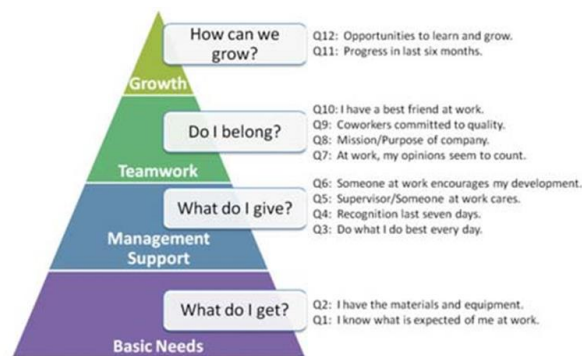 How can we
grow?
Growth
Q12: Opportunities to learn and grow.
Q11: Progress in last six months.
Do I belong?
Teamwork
Q10: I have a best friend at work.
Q9: Coworkers committed to quality.
Q8: Mission/Purpose of company.
Q7: At work, my opinions seem to count.
What do I give?
Management
Support
Q6: Someone at work encourages my development.
Q5: Supervisor/Someone at work cares.
Q4: Recognition last seven days.
Q3: Do what I do best every day.
What do I get?
Basic Needs
Q2: I have the materials and equipment.
Q1: I know what is expected of me at work.